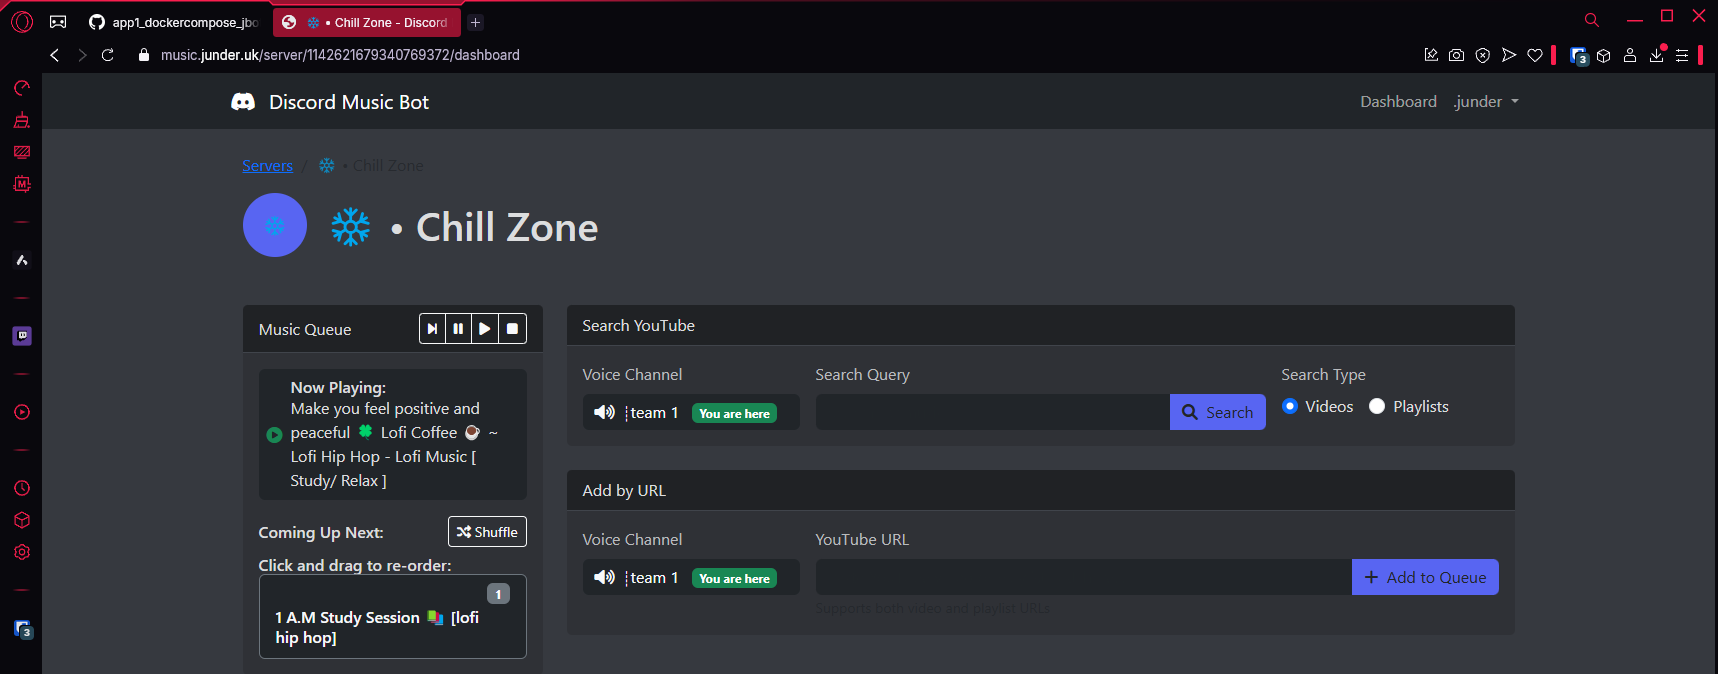 app1_dockercompose_jbo
❄ • Chill Zone - Discord
music.junder.uk/server/1142621679340769372/dashboard
3
Discord Music Bot
Dashboard
.junder
Servers / ❄ • Chill Zone
❄ • Chill Zone
Music Queue
Now Playing:
Make you feel positive and
peaceful 🍀 Lofi Coffee ☕ ~
Lofi Hip Hop - Lofi Music [
Study/ Relax ]
Coming Up Next:
Shuffle
Click and drag to re-order:
1
1 A.M Study Session 📚 [lofi
hip hop]
Search YouTube
Voice Channel
Search Query
Search Type
┊team 1 You are here
Search
Videos
Playlists
Add by URL
Voice Channel
YouTube URL
┊team 1 You are here
Add to Queue
Supports both video and playlist URLs
M
3